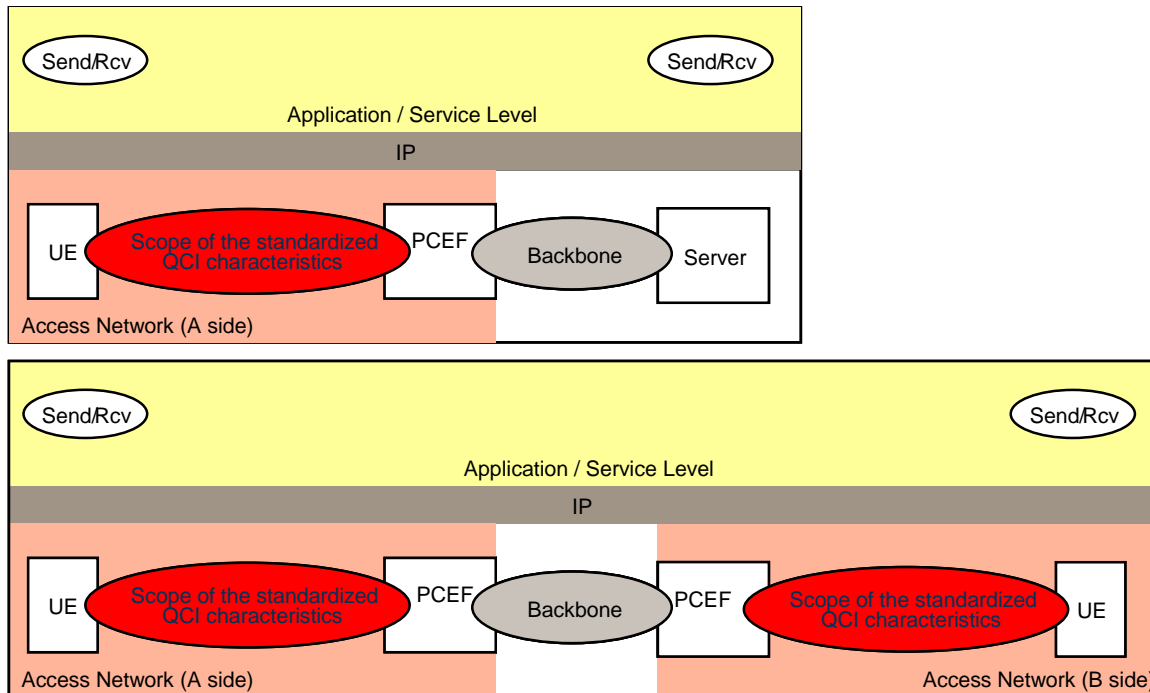 Send/Rcv
Send/Rcv
Application / Service Level
IP
UE
Scope of the standardized
QCI characteristics
PCEF
Backbone
Server
Access Network (A side)
Send/Rcv
Send/Rcv
Application / Service Level
IP
UE
Scope of the standardized
QCI characteristics
PCEF
Backbone
PCEF
Scope of the standardized
QCI characteristics
UE
Access Network (A side)
Access Network (B side)